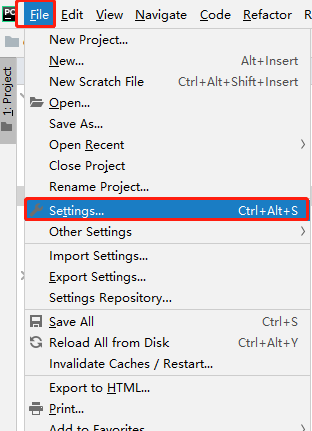 PC File Edit View Navigate Code Refactor
New Project...
New... Alt+Insert
New Scratch File Ctrl+Alt+Shift+Insert
Open...
Save As...
Open Recent
Close Project
Rename Project...
Settings... Ctrl+Alt+S
Other Settings
Import Settings...
Export Settings...
Settings Repository...
Save All Ctrl+S
Reload All from Disk Ctrl+Alt+Y
Invalidate Caches / Restart...
Export to HTML...
Print...
Add to Favorites
1: Project